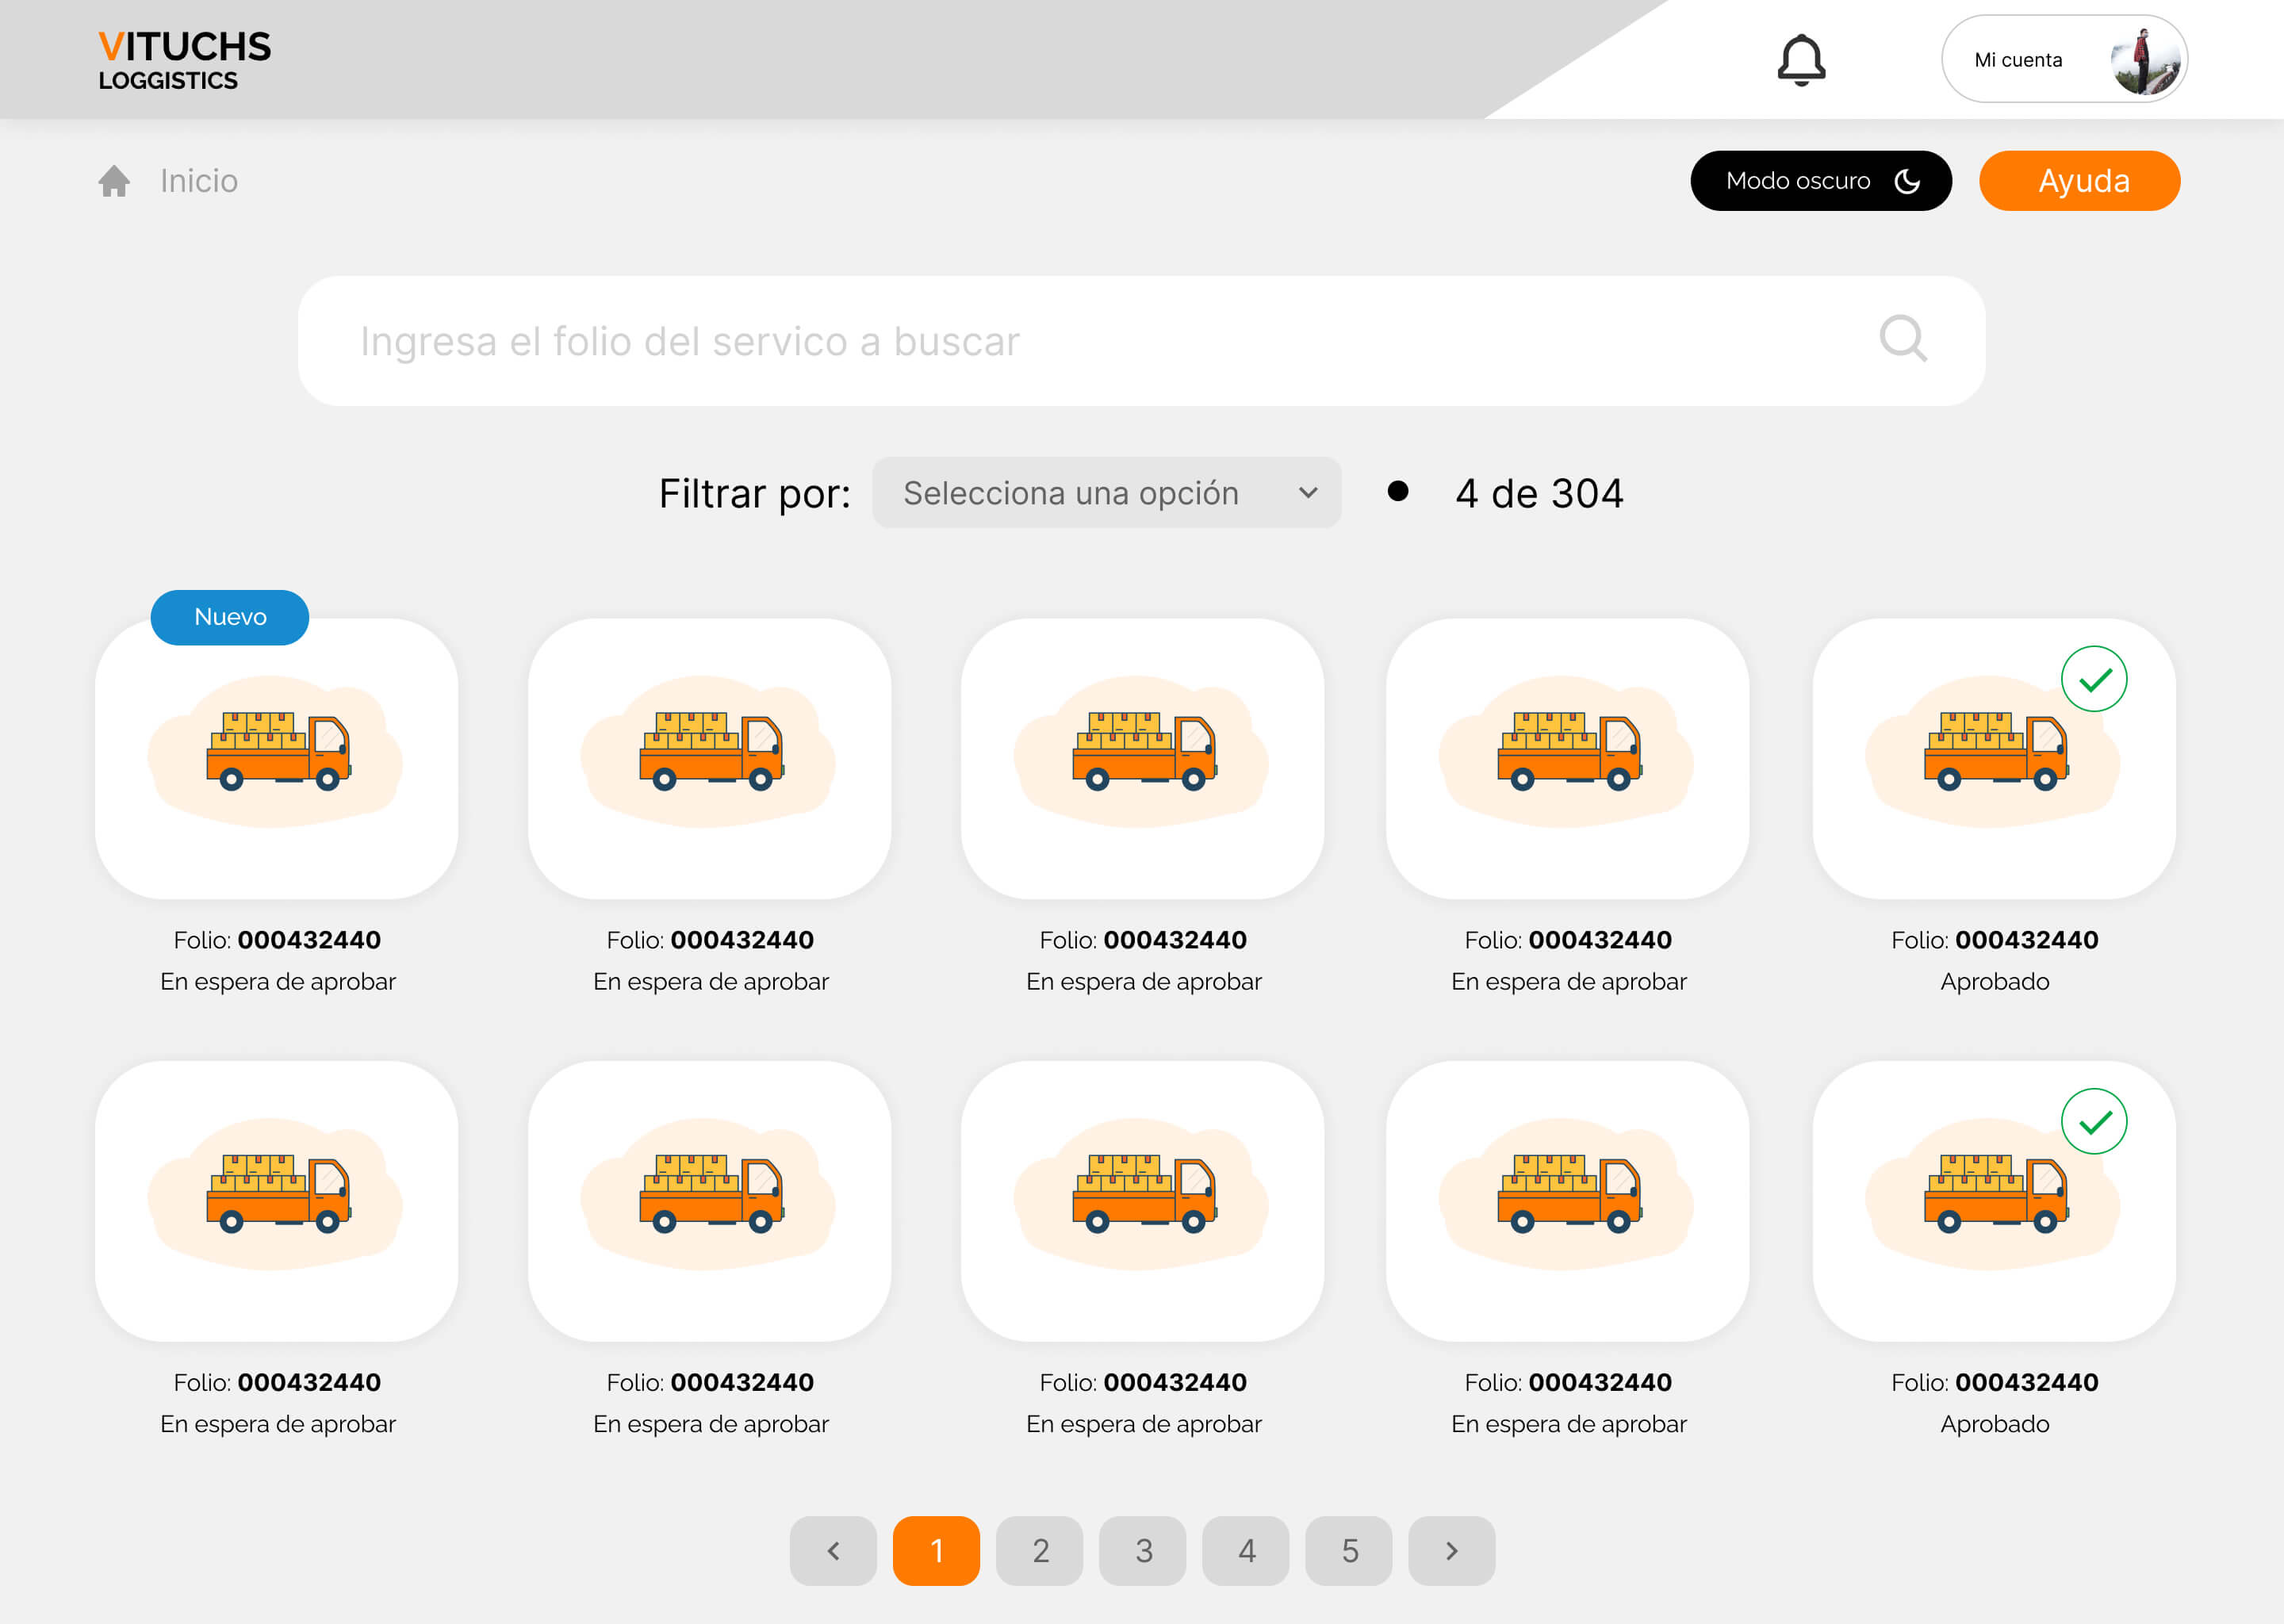 VITUCHS
LOGGISTICS
Mi cuenta
Inicio
Modo oscuro
Ayuda
Ingresa el folio del servico a buscar
Filtrar por: Selecciona una opción
4 de 304
Nuevo
Folio: 000432440
En espera de aprobar
Folio: 000432440
En espera de aprobar
Folio: 000432440
En espera de aprobar
Folio: 000432440
En espera de aprobar
Folio: 000432440
Aprobado
Folio: 000432440
En espera de aprobar
Folio: 000432440
En espera de aprobar
Folio: 000432440
En espera de aprobar
Folio: 000432440
En espera de aprobar
Folio: 000432440
Aprobado
1 2 3 4 5